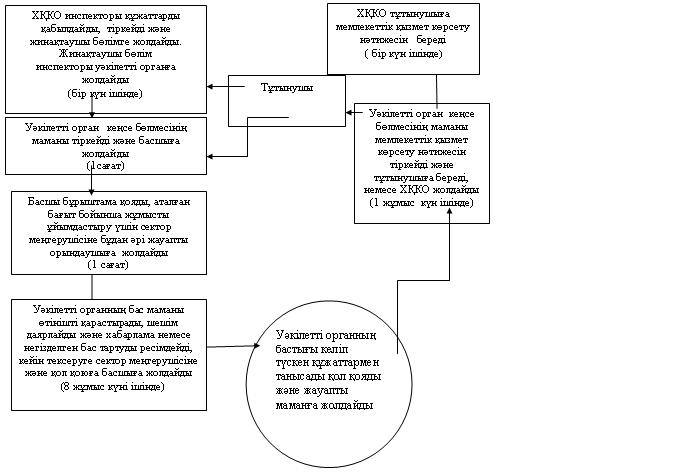 ХҚКО инспекторы құжаттарды
қабылдайды, тіркейді және
жинақтаушы бөлімге жолдайды.
Жинақтаушы бөлім
инспекторы уәкілетті органға
жолдайды
(бір күн ішінде)
ХҚКО тұтынушыға
мемлекеттік қызмет көрсету
нәтижесін береді
( бір күн ішінде)
Тұтынушы
Уәкілетті орган кеңсе бөлмесінің
маманы тіркейді және басшыға
жолдайды
(1сағат)
Уәкілетті орган кеңсе
бөлмесінің маманы
мемлекеттік қызмет
көрсету нәтижесін
тіркейді және
тұтынушыға береді,
немесе ХҚКО жолдайды
(1 жұмыс күн ішінде)
Басшы бұрыштама қояды, аталған
бағыт бойынша жұмысты
ұйымдастыру үшін сектор
меңгерушісіне бұдан әрі жауапты
орындаушыға жолдайды
(1 сағат)
Уәкілетті органның бас маманы
өтінішті қарастырады, шешім
даярлайды және хабарлама немесе
негізделген бас тартуды ресімдейді,
кейін тексеруге сектор меңгерушісіне
және қол қоюға басшыға жолдайды
(8 жұмыс күні ішінде)
Уәкілетті органның
бастығы келіп
түскен құжаттармен
танысады қол қояды
және жауапты
маманға жолдайды